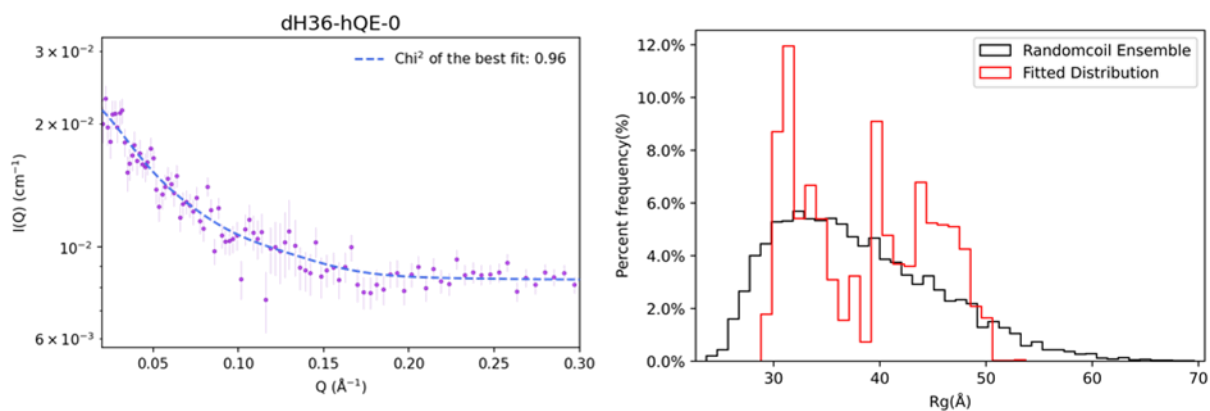 dH36-hQE-0
3 × 10⁻²
2 × 10⁻²
10⁻²
6 × 10⁻³
I(Q) (cm⁻¹)
Chi² of the best fit: 0.96
0.05 0.10 0.15 0.20 0.25 0.30
Q (Å⁻¹)
12.0%
10.0%
8.0%
6.0%
4.0%
2.0%
0.0%
Percent frequency(%)
Randomcoil Ensemble
Fitted Distribution
30 40 50 60 70
Rg(Å)